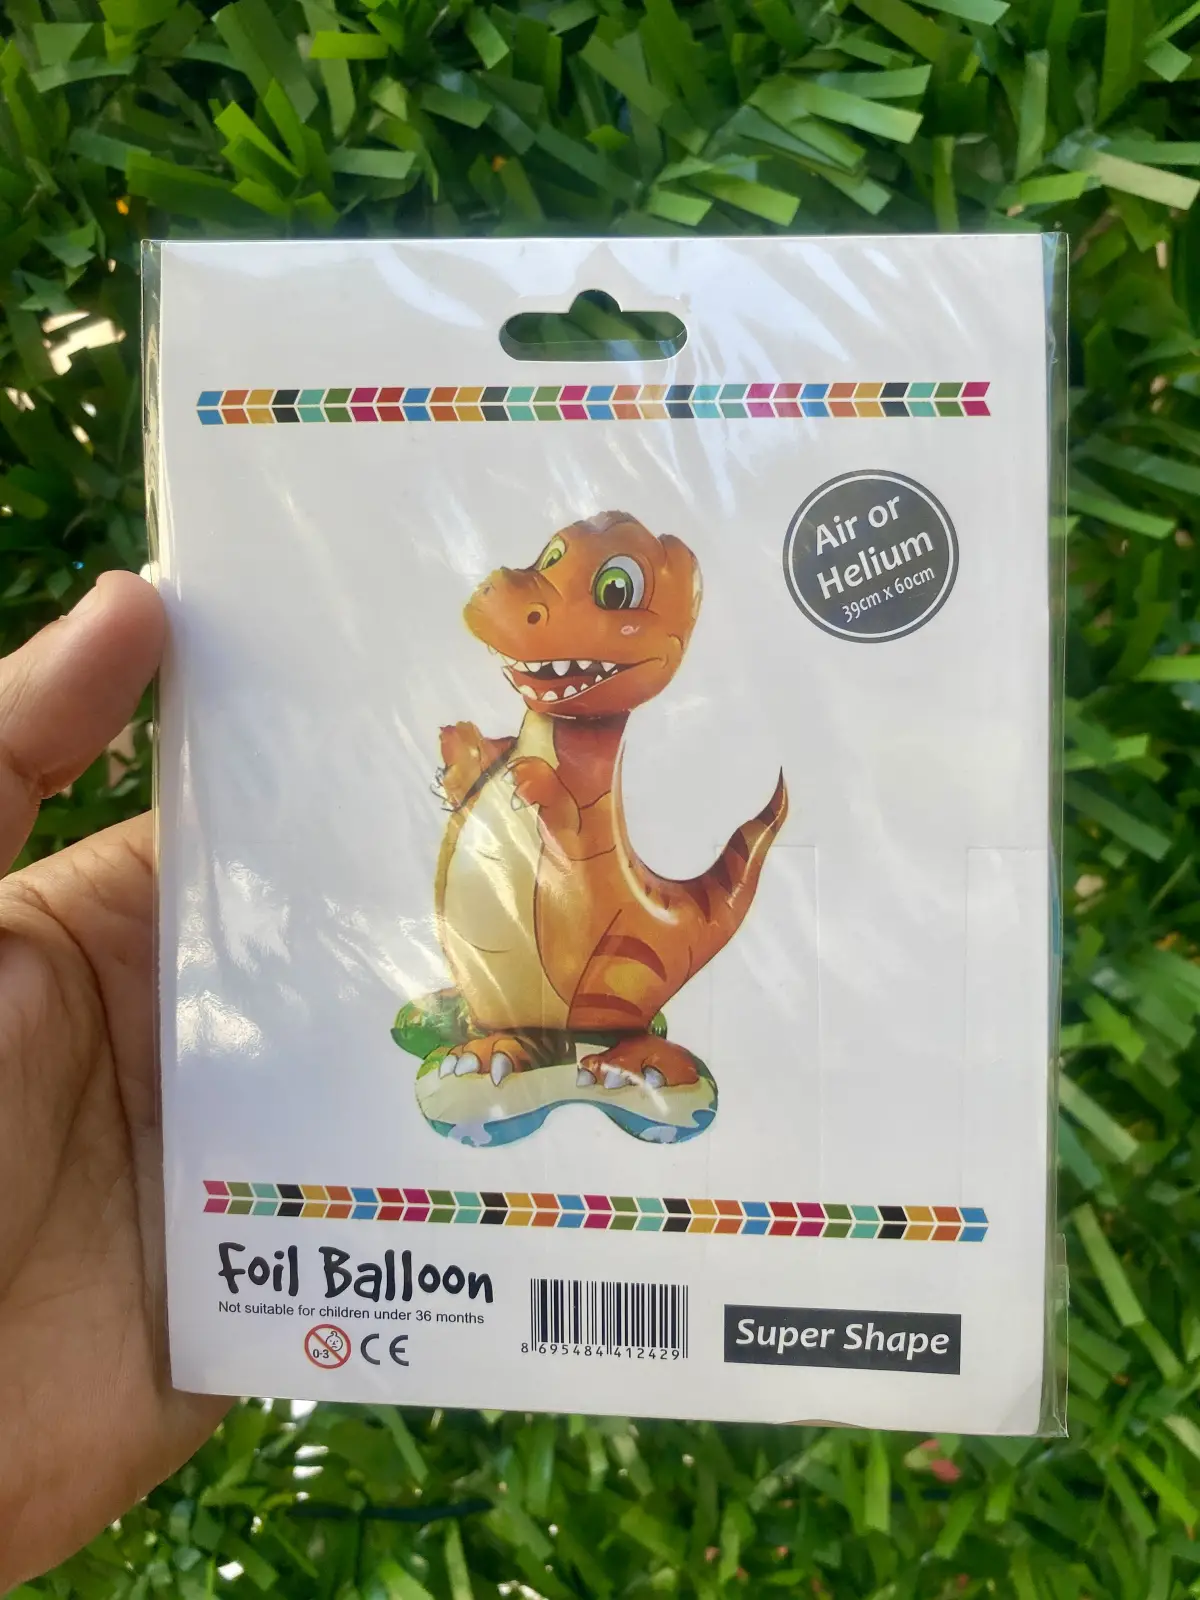 Air or
Helium
39cm x 60cm
Foil Balloon
Not suitable for children under 36 months
0-3 CE
8 695484 412429
Super Shape